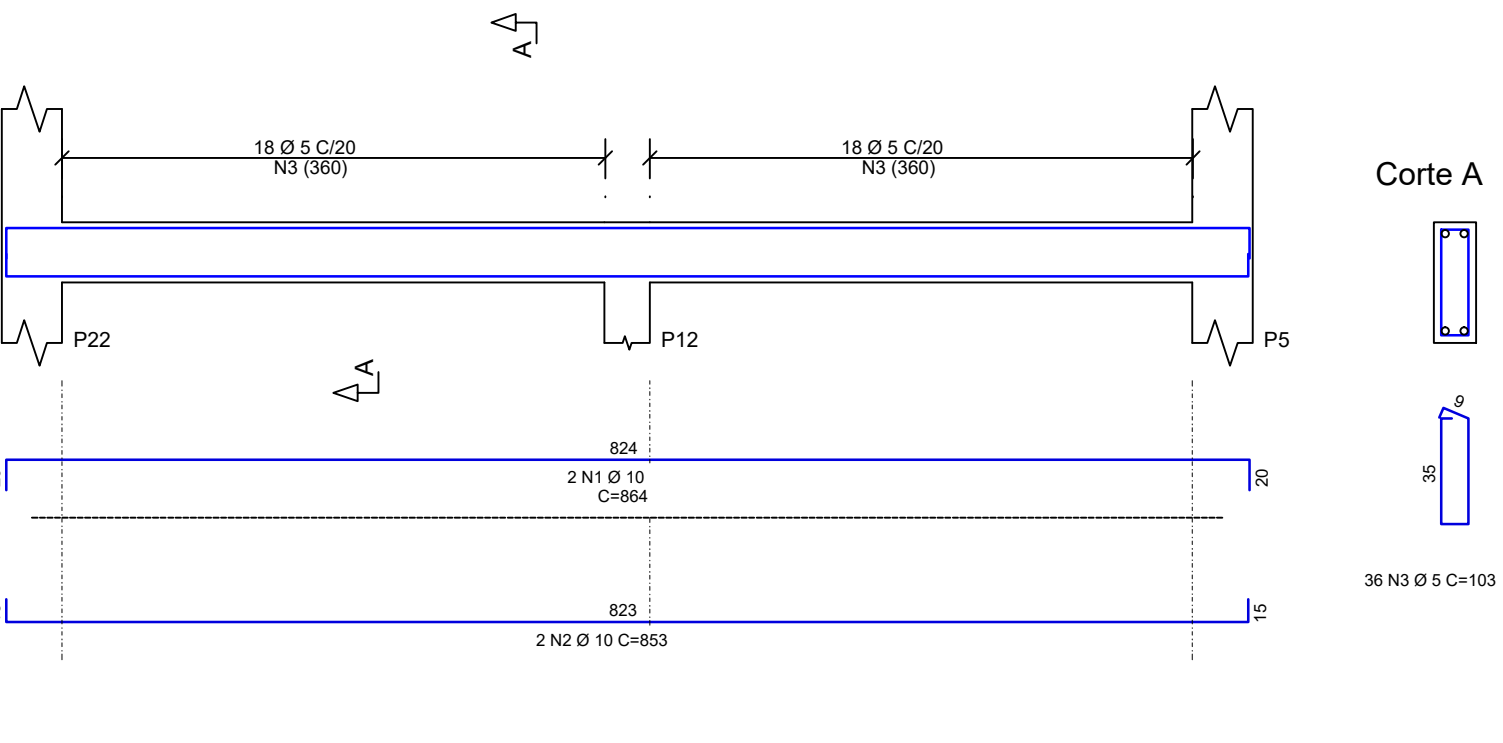 A
18 Ø 5 C/20
N3 (360)
18 Ø 5 C/20
N3 (360)
Corte A
P22
P12
P5
A
9
35
824
2 N1 Ø 10
C=864
20
36 N3 Ø 5 C=103
823
15
2 N2 Ø 10 C=853